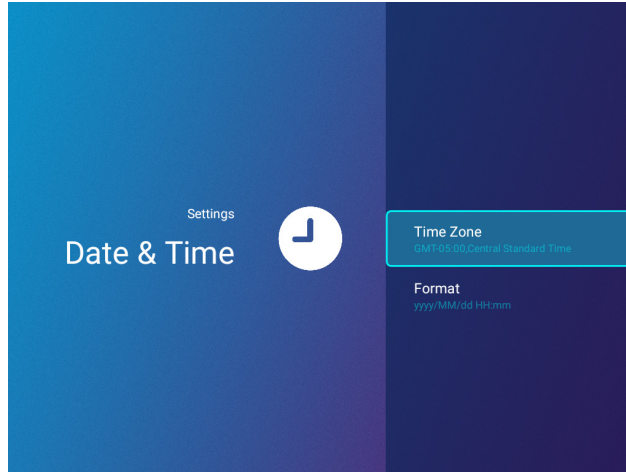 Settings
Date & Time
Time Zone
GMT-05:00,Central Standard Time
Format
yyyy/MM/dd HH:mm